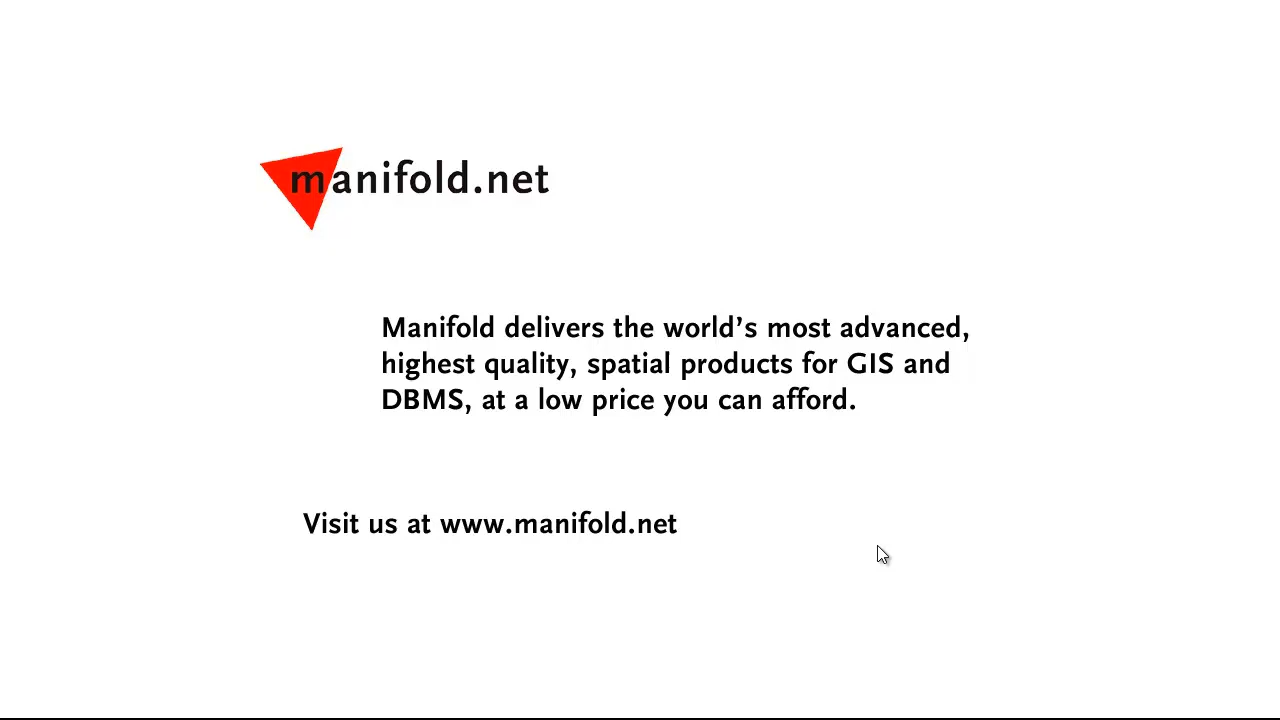 manifold.net
Manifold delivers the world’s most advanced,
highest quality, spatial products for GIS and
DBMS, at a low price you can afford.
Visit us at www.manifold.net